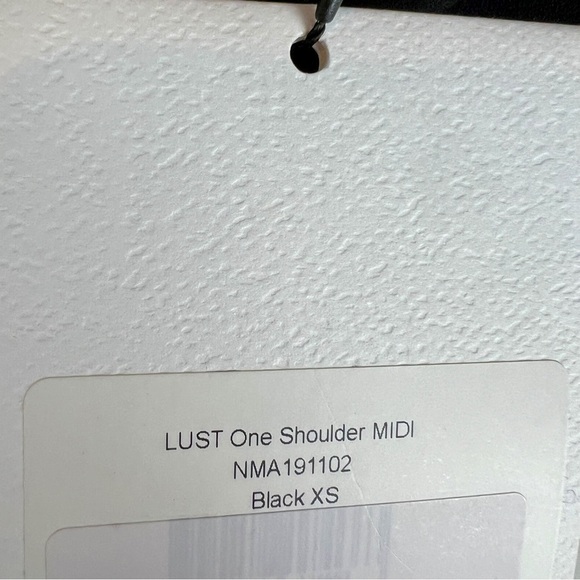 LUST One Shoulder MIDI
NMA191102
Black XS